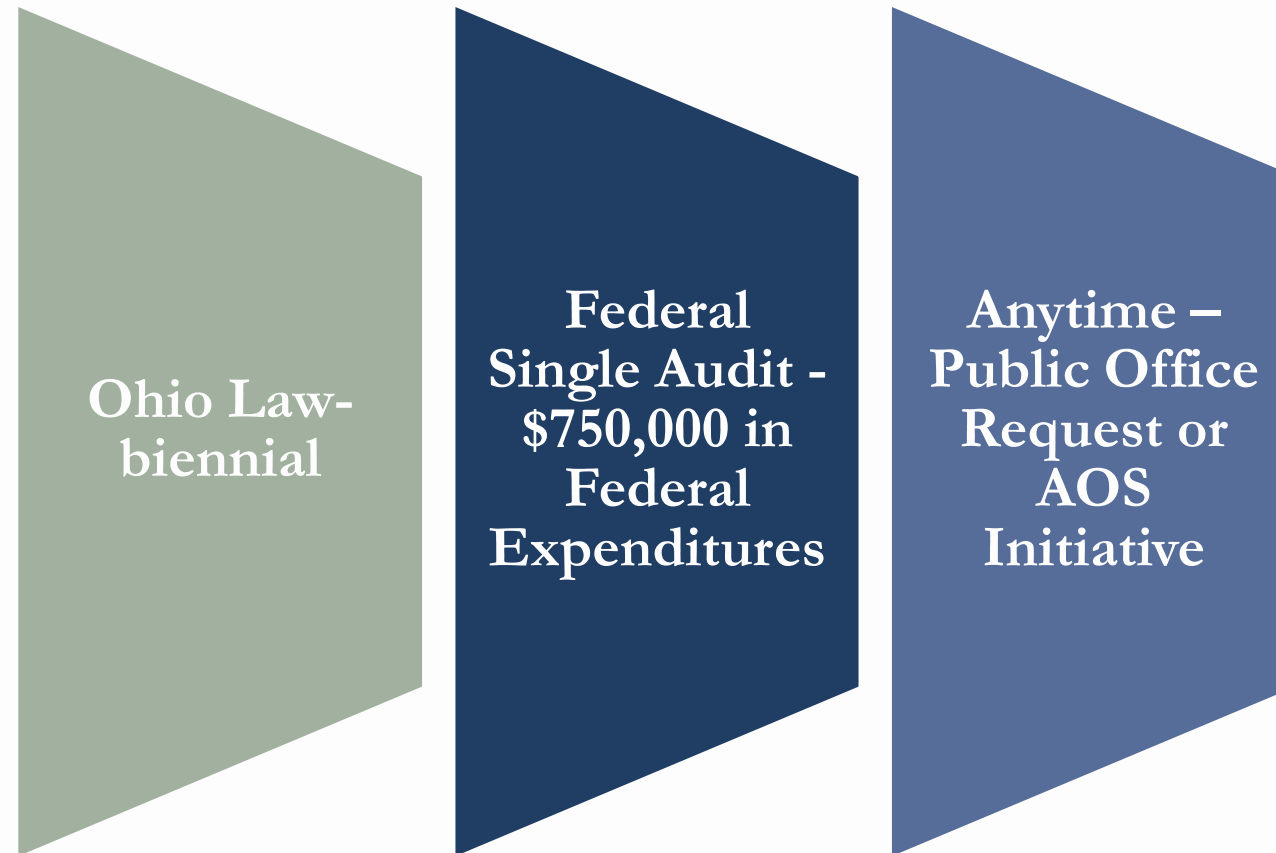 Ohio Law-
biennial
Federal
Single Audit -
$750,000 in
Federal
Expenditures
Anytime –
Public Office
Request or
AOS
Initiative